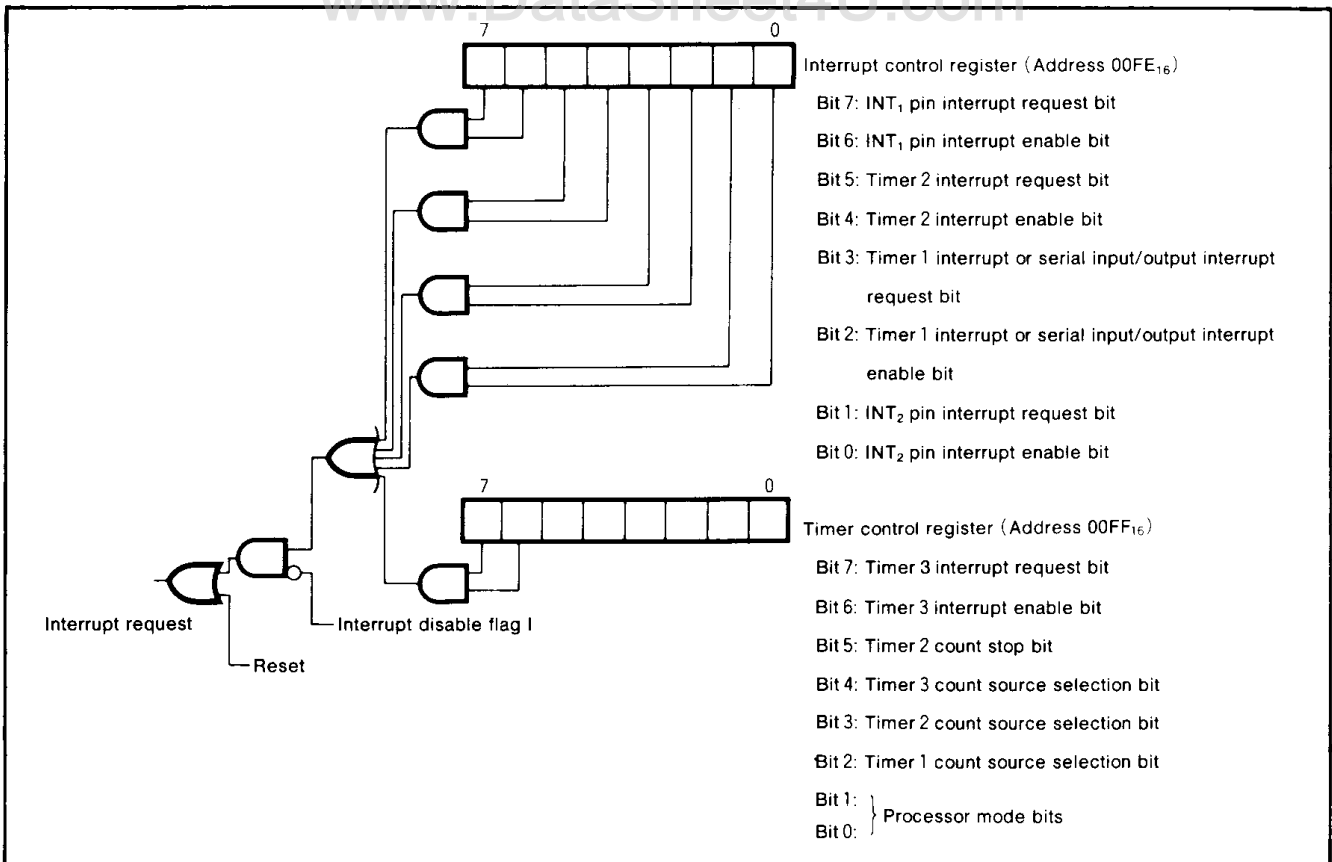 www.DataSheet4U.com
7 0
Interrupt control register (Address 00FE₁₆)
Bit 7: INT₁ pin interrupt request bit
Bit 6: INT₁ pin interrupt enable bit
Bit 5: Timer 2 interrupt request bit
Bit 4: Timer 2 interrupt enable bit
Bit 3: Timer 1 interrupt or serial input/output interrupt
request bit
Bit 2: Timer 1 interrupt or serial input/output interrupt
enable bit
Bit 1: INT₂ pin interrupt request bit
Bit 0: INT₂ pin interrupt enable bit
7 0
Timer control register (Address 00FF₁₆)
Bit 7: Timer 3 interrupt request bit
Bit 6: Timer 3 interrupt enable bit
Bit 5: Timer 2 count stop bit
Bit 4: Timer 3 count source selection bit
Bit 3: Timer 2 count source selection bit
Bit 2: Timer 1 count source selection bit
Bit 1:
Bit 0:
} Processor mode bits
Interrupt request
Interrupt disable flag I
Reset